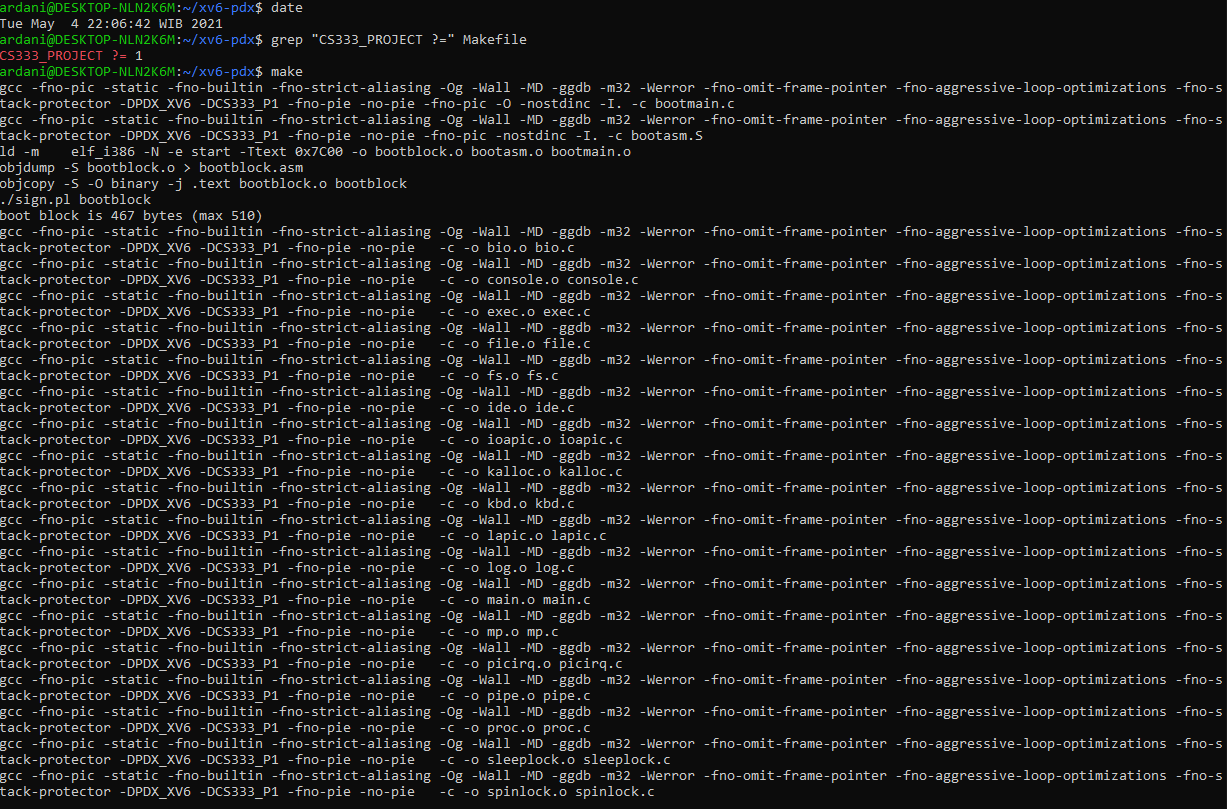 ardani@DESKTOP-NLN2K6M:~/xv6-pdx$ date
Tue May  4 22:06:42 WIB 2021
ardani@DESKTOP-NLN2K6M:~/xv6-pdx$ grep "CS333_PROJECT ?=" Makefile
CS333_PROJECT ?= 1
ardani@DESKTOP-NLN2K6M:~/xv6-pdx$ make
gcc -fno-pic -static -fno-builtin -fno-strict-aliasing -Og -Wall -MD -ggdb -m32 -Werror -fno-omit-frame-pointer -fno-aggressive-loop-optimizations -fno-s
tack-protector -DPDX_XV6 -DCS333_P1 -fno-pie -no-pie -fno-pic -O -nostdinc -I. -c bootmain.c
gcc -fno-pic -static -fno-builtin -fno-strict-aliasing -Og -Wall -MD -ggdb -m32 -Werror -fno-omit-frame-pointer -fno-aggressive-loop-optimizations -fno-s
tack-protector -DPDX_XV6 -DCS333_P1 -fno-pie -no-pie -fno-pic -nostdinc -I. -c bootasm.S
ld -m    elf_i386 -N -e start -Ttext 0x7C00 -o bootblock.o bootasm.o bootmain.o
objdump -S bootblock.o > bootblock.asm
objcopy -S -O binary -j .text bootblock.o bootblock
./sign.pl bootblock
boot block is 467 bytes (max 510)
gcc -fno-pic -static -fno-builtin -fno-strict-aliasing -Og -Wall -MD -ggdb -m32 -Werror -fno-omit-frame-pointer -fno-aggressive-loop-optimizations -fno-s
tack-protector -DPDX_XV6 -DCS333_P1 -fno-pie -no-pie   -c -o bio.o bio.c
gcc -fno-pic -static -fno-builtin -fno-strict-aliasing -Og -Wall -MD -ggdb -m32 -Werror -fno-omit-frame-pointer -fno-aggressive-loop-optimizations -fno-s
tack-protector -DPDX_XV6 -DCS333_P1 -fno-pie -no-pie   -c -o console.o console.c
gcc -fno-pic -static -fno-builtin -fno-strict-aliasing -Og -Wall -MD -ggdb -m32 -Werror -fno-omit-frame-pointer -fno-aggressive-loop-optimizations -fno-s
tack-protector -DPDX_XV6 -DCS333_P1 -fno-pie -no-pie   -c -o exec.o exec.c
gcc -fno-pic -static -fno-builtin -fno-strict-aliasing -Og -Wall -MD -ggdb -m32 -Werror -fno-omit-frame-pointer -fno-aggressive-loop-optimizations -fno-s
tack-protector -DPDX_XV6 -DCS333_P1 -fno-pie -no-pie   -c -o file.o file.c
gcc -fno-pic -static -fno-builtin -fno-strict-aliasing -Og -Wall -MD -ggdb -m32 -Werror -fno-omit-frame-pointer -fno-aggressive-loop-optimizations -fno-s
tack-protector -DPDX_XV6 -DCS333_P1 -fno-pie -no-pie   -c -o fs.o fs.c
gcc -fno-pic -static -fno-builtin -fno-strict-aliasing -Og -Wall -MD -ggdb -m32 -Werror -fno-omit-frame-pointer -fno-aggressive-loop-optimizations -fno-s
tack-protector -DPDX_XV6 -DCS333_P1 -fno-pie -no-pie   -c -o ide.o ide.c
gcc -fno-pic -static -fno-builtin -fno-strict-aliasing -Og -Wall -MD -ggdb -m32 -Werror -fno-omit-frame-pointer -fno-aggressive-loop-optimizations -fno-s
tack-protector -DPDX_XV6 -DCS333_P1 -fno-pie -no-pie   -c -o ioapic.o ioapic.c
gcc -fno-pic -static -fno-builtin -fno-strict-aliasing -Og -Wall -MD -ggdb -m32 -Werror -fno-omit-frame-pointer -fno-aggressive-loop-optimizations -fno-s
tack-protector -DPDX_XV6 -DCS333_P1 -fno-pie -no-pie   -c -o kalloc.o kalloc.c
gcc -fno-pic -static -fno-builtin -fno-strict-aliasing -Og -Wall -MD -ggdb -m32 -Werror -fno-omit-frame-pointer -fno-aggressive-loop-optimizations -fno-s
tack-protector -DPDX_XV6 -DCS333_P1 -fno-pie -no-pie   -c -o kbd.o kbd.c
gcc -fno-pic -static -fno-builtin -fno-strict-aliasing -Og -Wall -MD -ggdb -m32 -Werror -fno-omit-frame-pointer -fno-aggressive-loop-optimizations -fno-s
tack-protector -DPDX_XV6 -DCS333_P1 -fno-pie -no-pie   -c -o lapic.o lapic.c
gcc -fno-pic -static -fno-builtin -fno-strict-aliasing -Og -Wall -MD -ggdb -m32 -Werror -fno-omit-frame-pointer -fno-aggressive-loop-optimizations -fno-s
tack-protector -DPDX_XV6 -DCS333_P1 -fno-pie -no-pie   -c -o log.o log.c
gcc -fno-pic -static -fno-builtin -fno-strict-aliasing -Og -Wall -MD -ggdb -m32 -Werror -fno-omit-frame-pointer -fno-aggressive-loop-optimizations -fno-s
tack-protector -DPDX_XV6 -DCS333_P1 -fno-pie -no-pie   -c -o main.o main.c
gcc -fno-pic -static -fno-builtin -fno-strict-aliasing -Og -Wall -MD -ggdb -m32 -Werror -fno-omit-frame-pointer -fno-aggressive-loop-optimizations -fno-s
tack-protector -DPDX_XV6 -DCS333_P1 -fno-pie -no-pie   -c -o mp.o mp.c
gcc -fno-pic -static -fno-builtin -fno-strict-aliasing -Og -Wall -MD -ggdb -m32 -Werror -fno-omit-frame-pointer -fno-aggressive-loop-optimizations -fno-s
tack-protector -DPDX_XV6 -DCS333_P1 -fno-pie -no-pie   -c -o picirq.o picirq.c
gcc -fno-pic -static -fno-builtin -fno-strict-aliasing -Og -Wall -MD -ggdb -m32 -Werror -fno-omit-frame-pointer -fno-aggressive-loop-optimizations -fno-s
tack-protector -DPDX_XV6 -DCS333_P1 -fno-pie -no-pie   -c -o pipe.o pipe.c
gcc -fno-pic -static -fno-builtin -fno-strict-aliasing -Og -Wall -MD -ggdb -m32 -Werror -fno-omit-frame-pointer -fno-aggressive-loop-optimizations -fno-s
tack-protector -DPDX_XV6 -DCS333_P1 -fno-pie -no-pie   -c -o proc.o proc.c
gcc -fno-pic -static -fno-builtin -fno-strict-aliasing -Og -Wall -MD -ggdb -m32 -Werror -fno-omit-frame-pointer -fno-aggressive-loop-optimizations -fno-s
tack-protector -DPDX_XV6 -DCS333_P1 -fno-pie -no-pie   -c -o sleeplock.o sleeplock.c
gcc -fno-pic -static -fno-builtin -fno-strict-aliasing -Og -Wall -MD -ggdb -m32 -Werror -fno-omit-frame-pointer -fno-aggressive-loop-optimizations -fno-s
tack-protector -DPDX_XV6 -DCS333_P1 -fno-pie -no-pie   -c -o spinlock.o spinlock.c